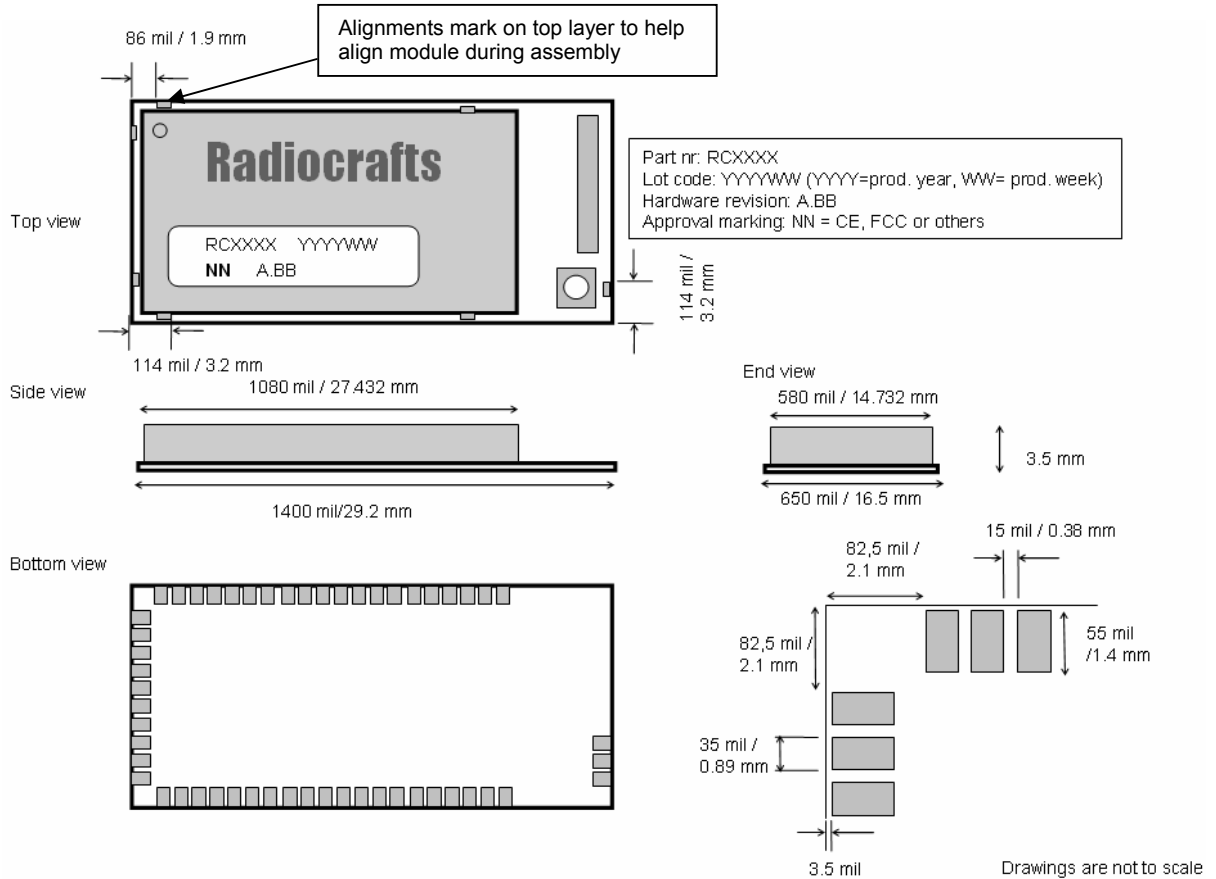 86 mil / 1.9 mm
Alignments mark on top layer to help
align module during assembly
Top view
Radiocrafts
RCXXXX YYYYWW
NN A.BB
Part nr: RCXXXX
Lot code: YYYYWW (YYYY=prod. year, WW= prod. week)
Hardware revision: A.BB
Approval marking: NN = CE, FCC or others
114 mil /
3.2 mm
114 mil / 3.2 mm
Side view
1080 mil / 27.432 mm
1400 mil/29.2 mm
End view
580 mil / 14.732 mm
3.5 mm
650 mil / 16.5 mm
Bottom view
82,5 mil /
2.1 mm
15 mil / 0.38 mm
82,5 mil /
2.1 mm
55 mil
/1.4 mm
35 mil /
0.89 mm
3.5 mil
Drawings are not to scale